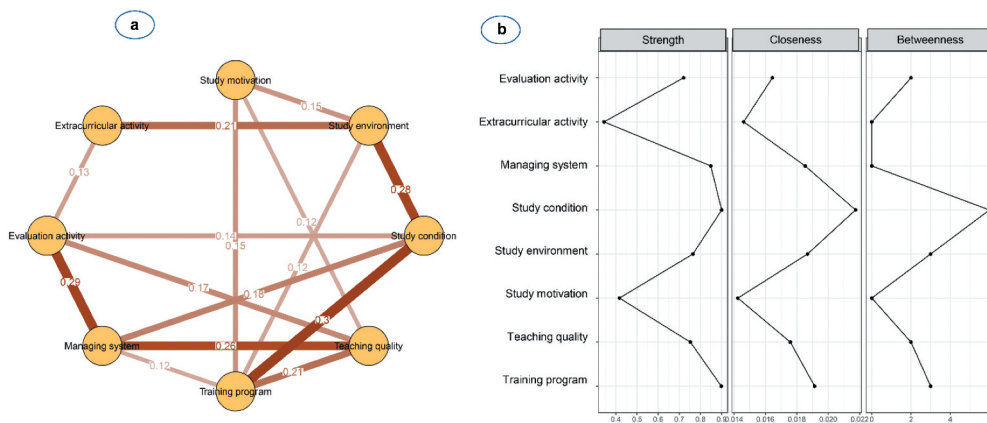 a
Study motivation
0.15
Extracurricular activity
0.21
Study environment
0.13
0.28
0.12
Evaluation activity
0.14
Study condition
0.15
0.12
0.29
0.17
0.18
0.3
Managing system
0.26
Teaching quality
0.12
0.21
Training program
b
Strength
Closeness
Betweenness
Evaluation activity
Extracurricular activity
Managing system
Study condition
Study environment
Study motivation
Teaching quality
Training program
0.4 0.5 0.6 0.7 0.8 0.9
0.014 0.016 0.018 0.020 0.022
0 2 4